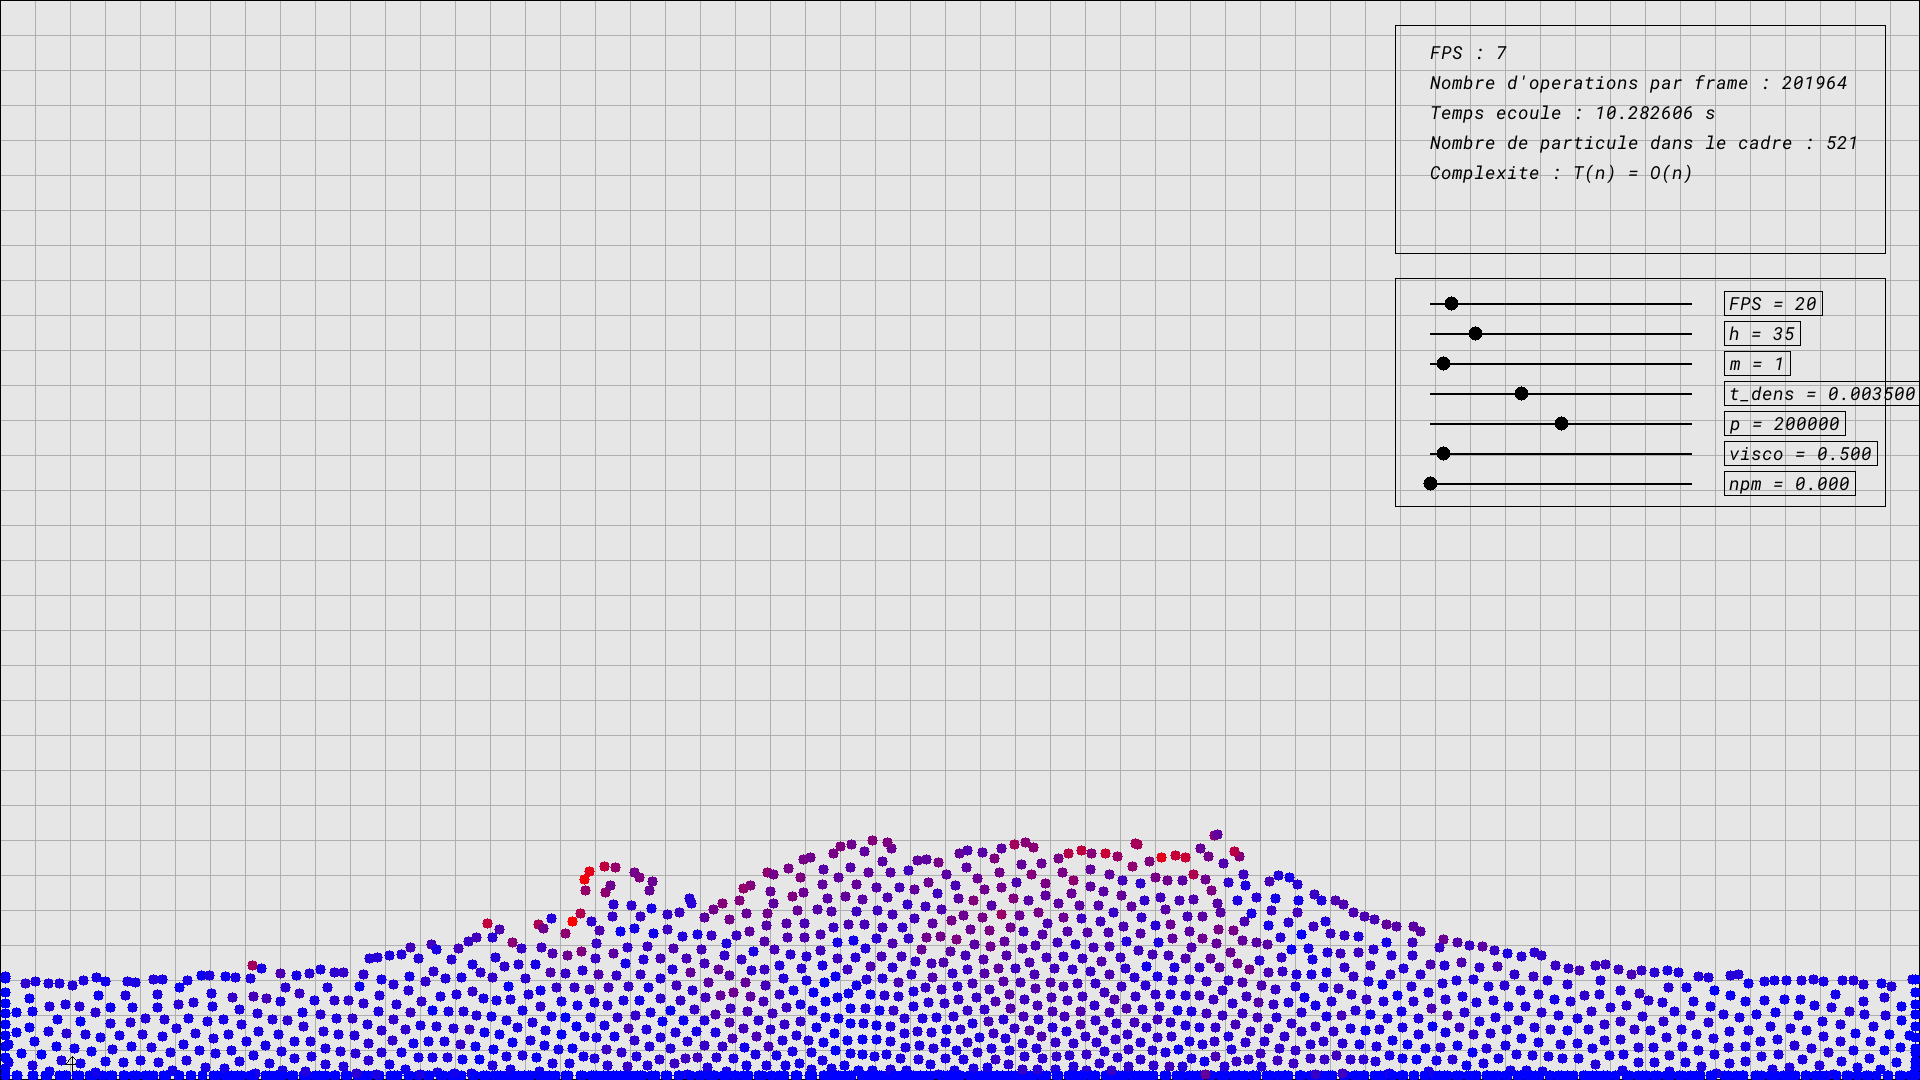 FPS : 7
Nombre d'operations par frame : 201964
Temps ecoule : 10.282606 s
Nombre de particule dans le cadre : 521
Complexite : T(n) = O(n)
FPS = 20
h = 35
m = 1
t_dens = 0.003500
p = 200000
visco = 0.500
npm = 0.000